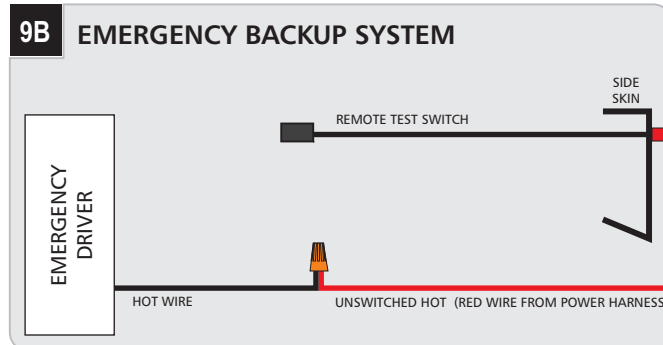 9B EMERGENCY BACKUP SYSTEM
SIDE
SKIN
REMOTE TEST SWITCH
EMERGENCY
DRIVER
HOT WIRE
UNSWITCHED HOT (RED WIRE FROM POWER HARNESS